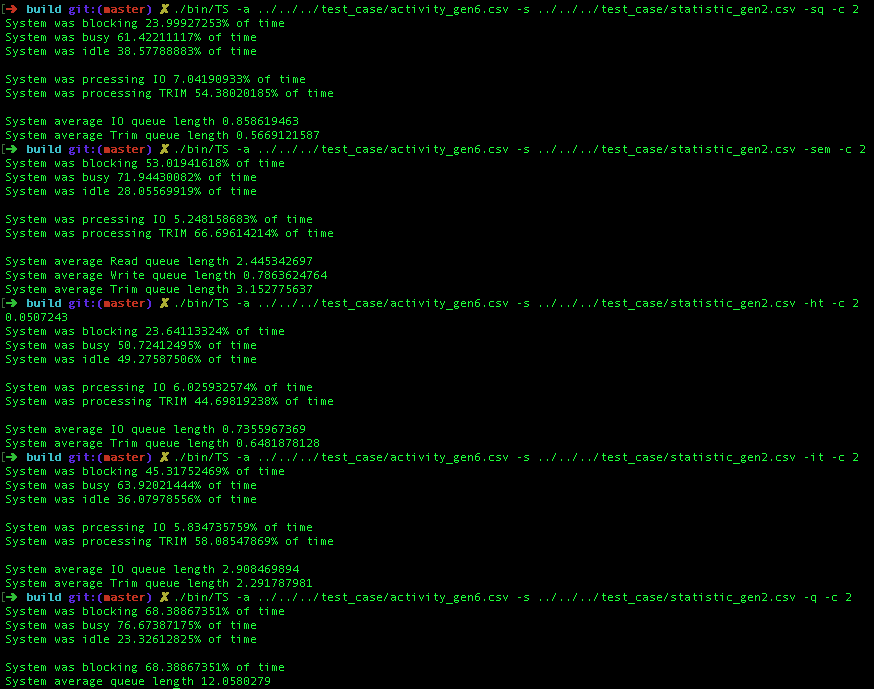 [➜ build git:(master) ✗ ./bin/TS -a ../../../test_case/activity_gen6.csv -s ../../../test_case/statistic_gen2.csv -sq -c 2
System was blocking 23.99927253% of time
System was busy 61.42211117% of time
System was idle 38.57788883% of time
System was prcessing IO 7.04190933% of time
System was processing TRIM 54.38020185% of time
System average IO queue length 0.858619463
System average Trim queue length 0.5669121587
[➜ build git:(master) ✗ ./bin/TS -a ../../../test_case/activity_gen6.csv -s ../../../test_case/statistic_gen2.csv -sem -c 2
System was blocking 53.01941618% of time
System was busy 71.94430082% of time
System was idle 28.05569919% of time
System was prcessing IO 5.248158683% of time
System was processing TRIM 66.69614214% of time
System average Read queue length 2.445342697
System average Write queue length 0.7863624764
System average Trim queue length 3.152775637
[➜ build git:(master) ✗ ./bin/TS -a ../../../test_case/activity_gen6.csv -s ../../../test_case/statistic_gen2.csv -ht -c 2
0.0507243
System was blocking 23.64113324% of time
System was busy 50.72412495% of time
System was idle 49.27587506% of time
System was prcessing IO 6.025932574% of time
System was processing TRIM 44.69819238% of time
System average IO queue length 0.7355967369
System average Trim queue length 0.6481878128
[➜ build git:(master) ✗ ./bin/TS -a ../../../test_case/activity_gen6.csv -s ../../../test_case/statistic_gen2.csv -it -c 2
System was blocking 45.31752469% of time
System was busy 63.92021444% of time
System was idle 36.07978556% of time
System was prcessing IO 5.834735759% of time
System was processing TRIM 58.08547869% of time
System average IO queue length 2.908469894
System average Trim queue length 2.291787981
[➜ build git:(master) ✗ ./bin/TS -a ../../../test_case/activity_gen6.csv -s ../../../test_case/statistic_gen2.csv -q -c 2
System was blocking 68.38867351% of time
System was busy 76.67387175% of time
System was idle 23.32612825% of time
System was blocking 68.38867351% of time
System average queue length 12.0580279